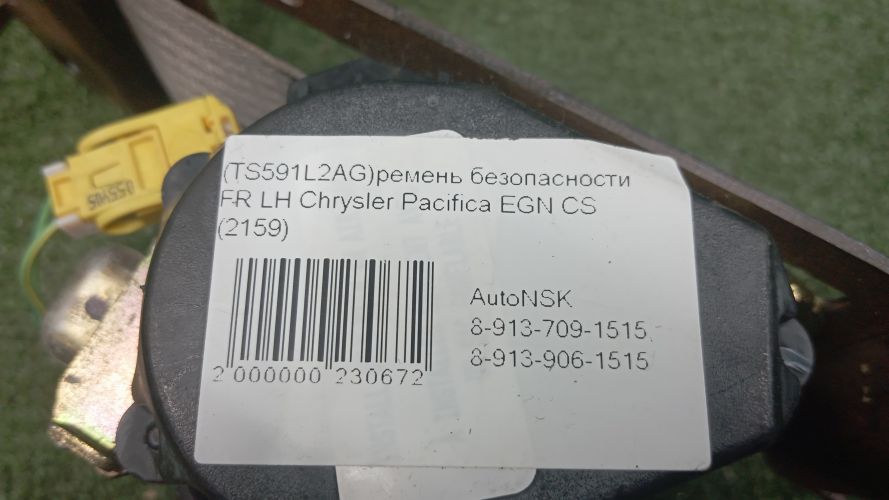 (TS591L2AG)ремень безопасности
FR LH Chrysler Pacifica EGN CS
(2159)
AutoNSK
8-913-709-1515
8-913-906-1515
2 000000 230672